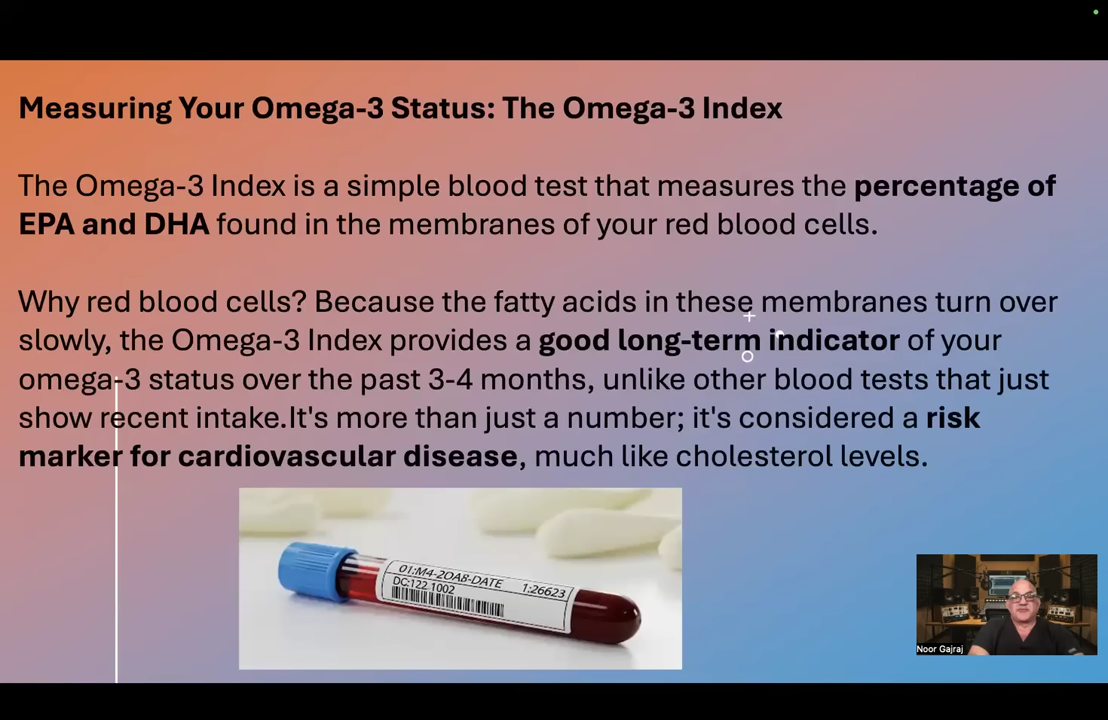 Measuring Your Omega-3 Status: The Omega-3 Index
The Omega-3 Index is a simple blood test that measures the percentage of
EPA and DHA found in the membranes of your red blood cells.
Why red blood cells? Because the fatty acids in these membranes turn over
slowly, the Omega-3 Index provides a good long-term indicator of your
omega-3 status over the past 3-4 months, unlike other blood tests that just
show recent intake.It's more than just a number; it's considered a risk
marker for cardiovascular disease, much like cholesterol levels.
01:M4-2OAB-DATE 1:26623
DC:122 1002
Noor Gajraj